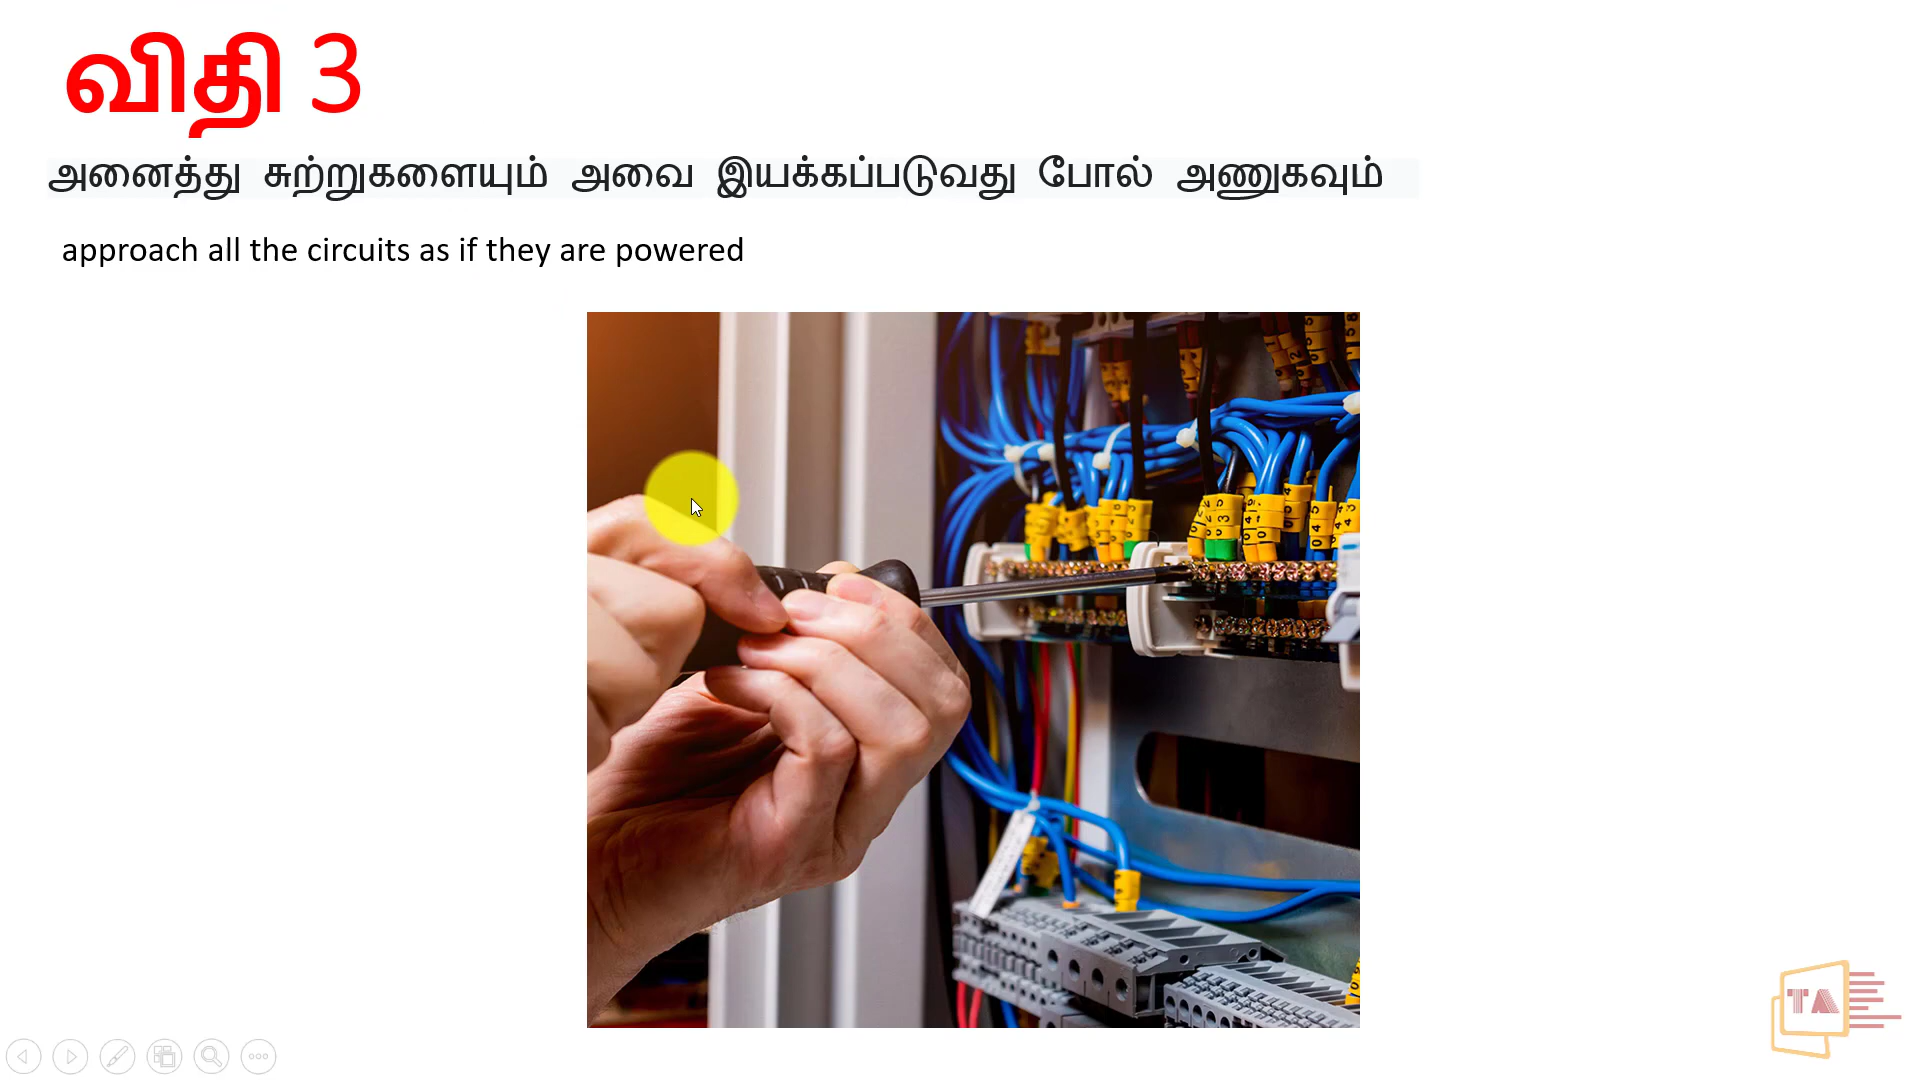 விதி 3
அனைத்து சுற்றுகளையும் அவை இயக்கப்படுவது போல் அணுகவும்
approach all the circuits as if they are powered
TA